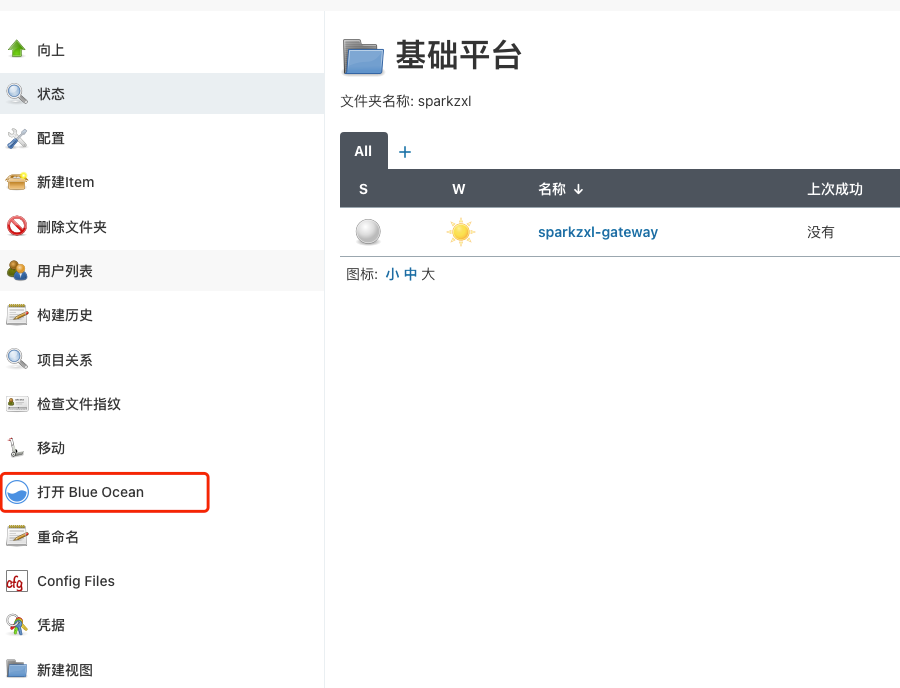 向上
状态
配置
新建Item
删除文件夹
用户列表
构建历史
项目关系
检查文件指纹
移动
打开 Blue Ocean
重命名
cfg Config Files
凭据
新建视图
基础平台
文件夹名称: sparkzxl
All +
S W 名称 ↓ 上次成功
sparkzxl-gateway 没有
图标: 小 中 大